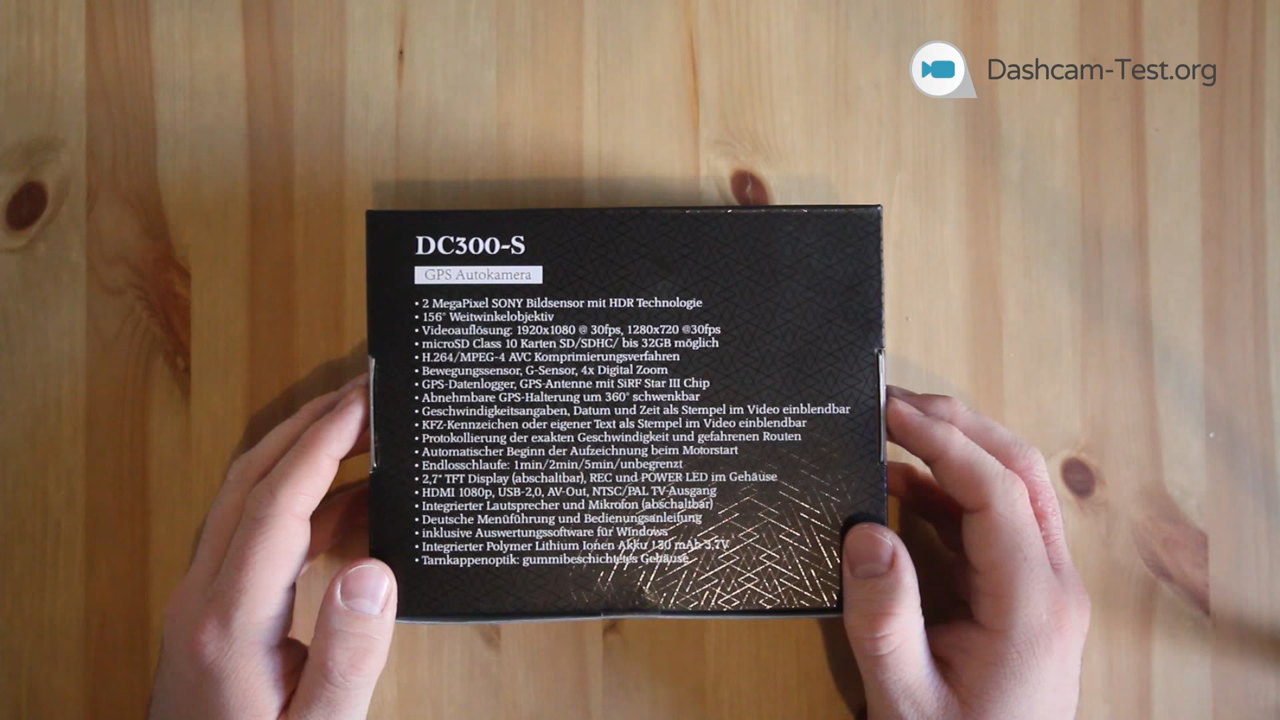 Dashcam-Test.org
DC300-S
GPS Autokamera
• 2 MegaPixel SONY Bildsensor mit HDR Technologie
• 156° Weitwinkelobjektiv
• Videoauflösung: 1920x1080 @ 30fps, 1280x720 @30fps
• microSD Class 10 Karten SD/SDHC/ bis 32GB möglich
• H.264/MPEG-4 AVC Komprimierungsverfahren
• Bewegungssensor, G-Sensor, 4x Digital Zoom
• GPS-Datenlogger, GPS-Antenne mit SiRF Star III Chip
• Abnehmbare GPS-Halterung um 360° schwenkbar
• Geschwindigkeitsangaben, Datum und Zeit als Stempel im Video einblendbar
• KFZ-Kennzeichen oder eigener Text als Stempel im Video einblendbar
• Protokollierung der exakten Geschwindigkeit und gefahrenen Routen
• Automatischer Beginn der Aufzeichnung beim Motorstart
• Endlosschlaufe: 1min/2min/5min/unbegrenzt
• 2,7" TFT Display (abschaltbar), REC und POWER LED im Gehäuse
• HDMI 1080p, USB-2,0, AV-Out, NTSC/PAL TV-Ausgang
• Integrierter Lautsprecher und Mikrofon (abschaltbar)
• Deutsche Menüführung und Bedienungsanleitung
• inklusive Auswertungssoftware für Windows
• Integrierter Polymer Lithium Ionen Akku 130 mAh 3,7V
• Tarnkappenoptik: gummibeschichtetes Gehäuse